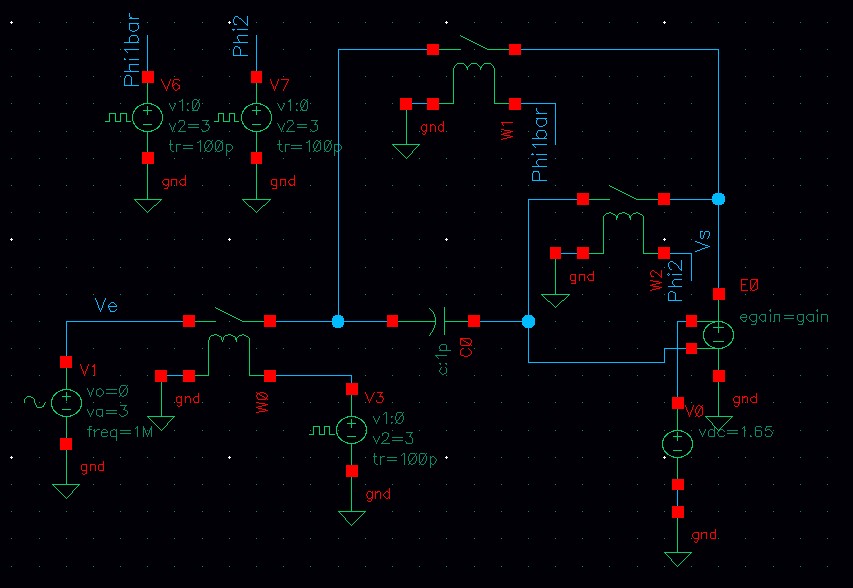 Phi1bar
V6
v1:0
v2=3
tr=100p
gnd
Phi2
V7
v1:0
v2=3
tr=100p
gnd
gnd
W1
Phi1bar
gnd
W2
Phi2
Vs
E0
egain=gain
gnd
Ve
V1
vo=0
va=3
freq=1M
gnd
gnd
W0
V3
v1:0
v2=3
tr=100p
gnd
c:1p
C0
V0
vdc=1.65
gnd